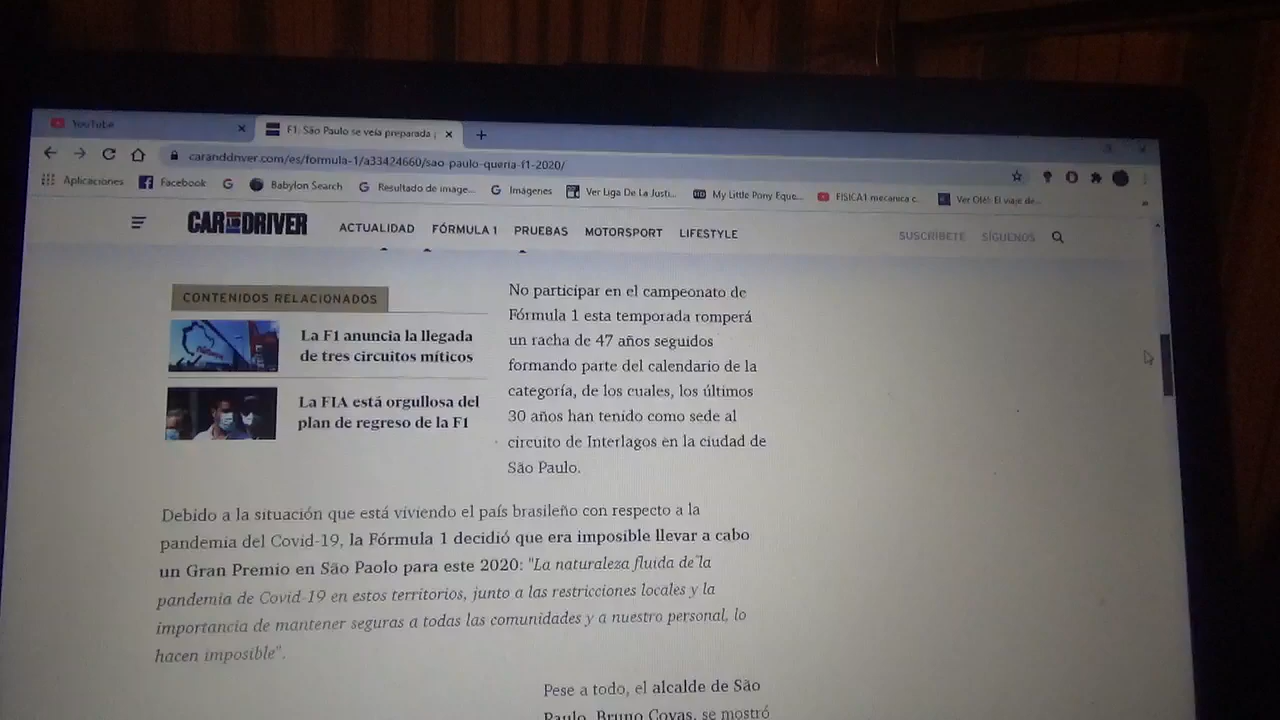 YouTube
F1: São Paulo se veía preparada
caranddriver.com/es/formula-1/a33424660/sao-paulo-queria-f1-2020/
Aplicaciones Facebook Babylon Search Resultado de image... Imágenes Ver Liga De La Justi... My Little Pony Eque... FISICA1 mecanica c... Ver Olé!: El viaje de...
CAR AND DRIVER ACTUALIDAD FÓRMULA 1 PRUEBAS MOTORSPORT LIFESTYLE SUSCRÍBETE SÍGUENOS
CONTENIDOS RELACIONADOS
La F1 anuncia la llegada
de tres circuitos míticos
La FIA está orgullosa del
plan de regreso de la F1
No participar en el campeonato de
Fórmula 1 esta temporada romperá
un racha de 47 años seguidos
formando parte del calendario de la
categoría, de los cuales, los últimos
30 años han tenido como sede al
circuito de Interlagos en la ciudad de
São Paulo.
Debido a la situación que está viviendo el país brasileño con respecto a la
pandemia del Covid-19, la Fórmula 1 decidió que era imposible llevar a cabo
un Gran Premio en São Paolo para este 2020: "La naturaleza fluida de la
pandemia de Covid-19 en estos territorios, junto a las restricciones locales y la
importancia de mantener seguras a todas las comunidades y a nuestro personal, lo
hacen imposible".
Pese a todo, el alcalde de São
Paulo, Bruno Covas, se mostró